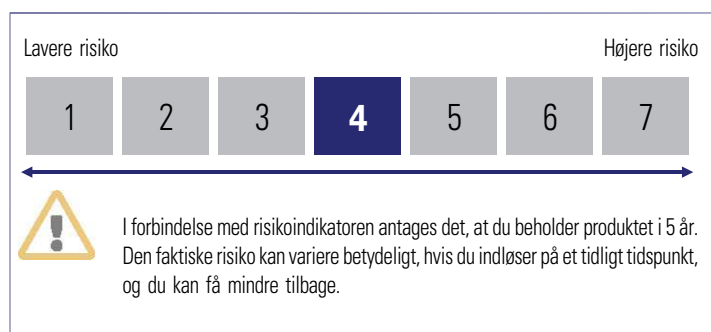 Lavere risiko Højere risiko
1 2 3 4 5 6 7
I forbindelse med risikoindikatoren antages det, at du beholder produktet i 5 år.
Den faktiske risiko kan variere betydeligt, hvis du indløser på et tidligt tidspunkt,
og du kan få mindre tilbage.